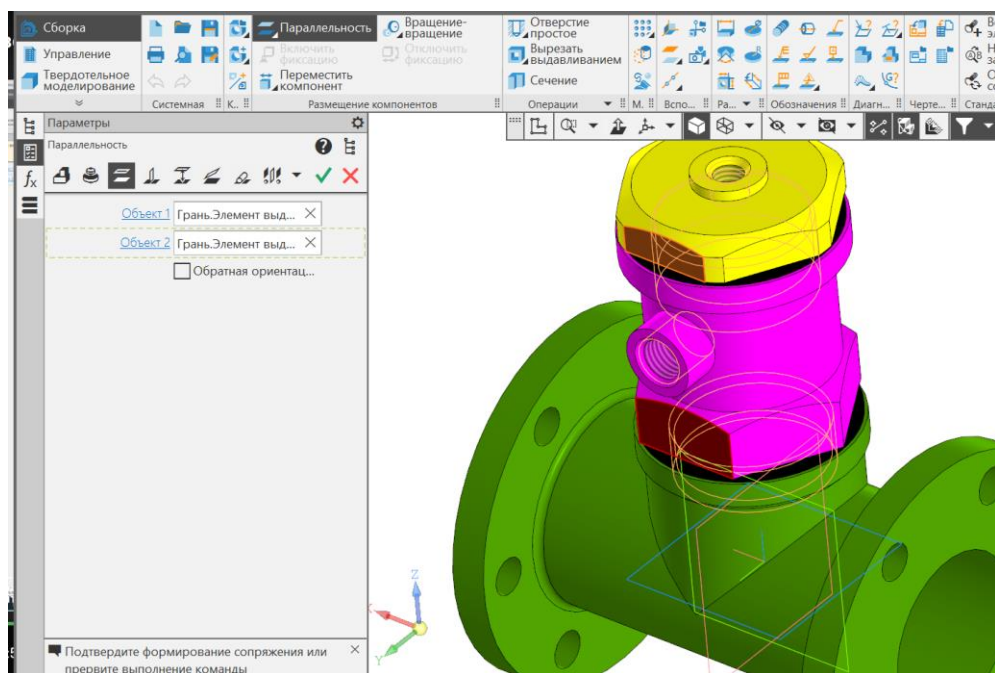 Сборка
Управление
Твердотельное
моделирование
Системная
К...
Параллельность
Включить
фиксацию
Переместить
компонент
Вращение-
вращение
Отключить
фиксацию
Размещение компонентов
Отверстие
простое
Вырезать
выдавливанием
Сечение
Операции
М.
Вспо...
Ра...
Обозначения
Диагн...
Черте...
Станда
Параметры
Параллельность
Объект 1 Грань.Элемент выд...
Объект 2 Грань.Элемент выд...
Обратная ориентац...
Подтвердите формирование сопряжения или
прервите выполнение команды
Z
Y